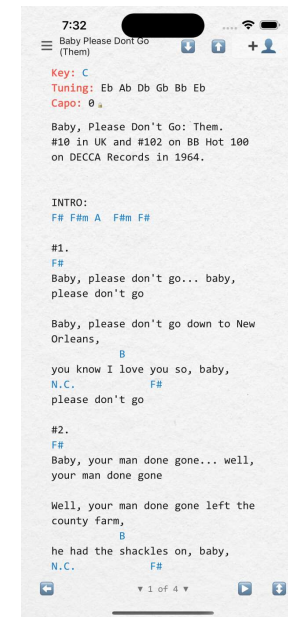 7:32
Baby Please Dont Go
(Them)
Key: C
Tuning: Eb Ab Db Gb Bb Eb
Capo: 0
Baby, Please Don't Go: Them.
#10 in UK and #102 on BB Hot 100
on DECCA Records in 1964.
INTRO:
F# F#m A  F#m F#
#1.
F#
Baby, please don't go... baby,
please don't go
Baby, please don't go down to New
Orleans,
B
you know I love you so, baby,
N.C. F#
please don't go
#2.
F#
Baby, your man done gone... well,
your man done gone
Well, your man done gone left the
county farm,
B
he had the shackles on, baby,
N.C. F#
▼ 1 of 4 ▼